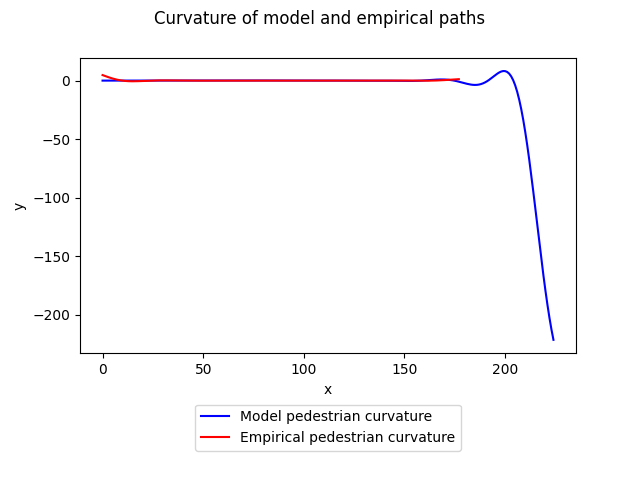 Curvature of model and empirical paths
0
−50
−100
−150
−200
y
0 50 100 150 200
x
Model pedestrian curvature
Empirical pedestrian curvature